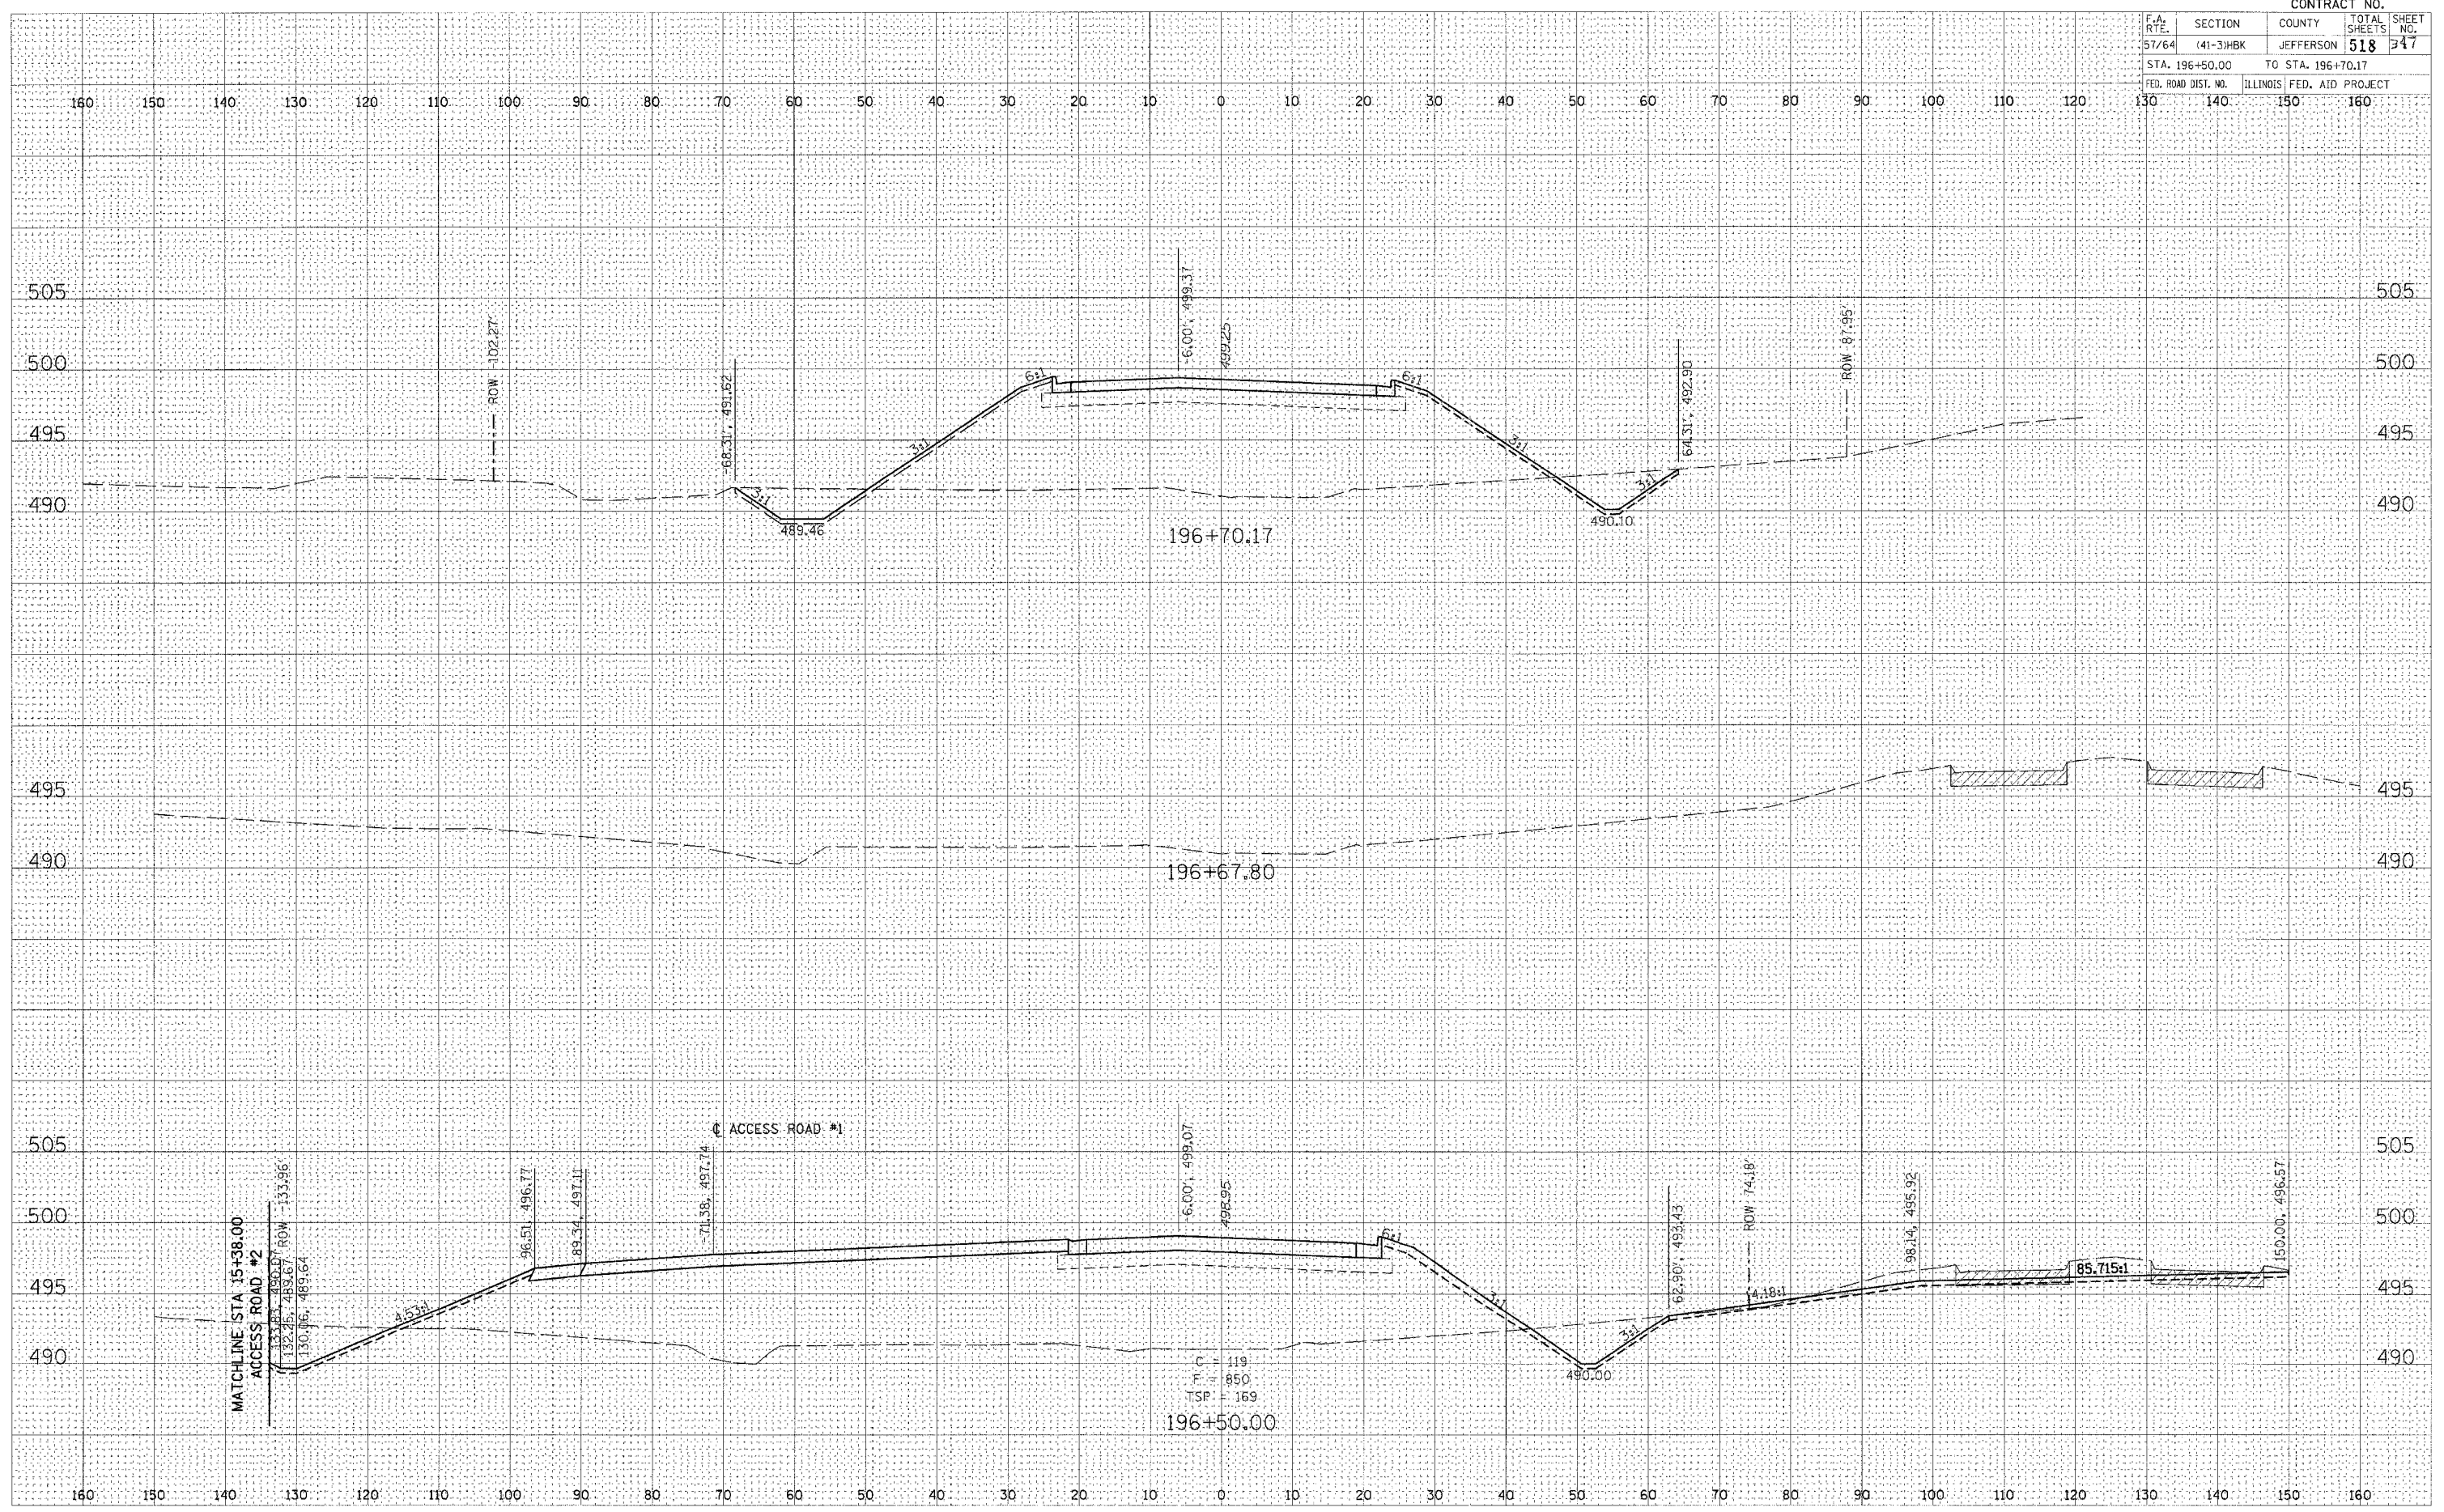 CONTRACT NO.
F.A. RTE. SECTION COUNTY TOTAL SHEETS SHEET NO.
57/64 (41-3)HBK JEFFERSON 518 347
STA. 196+50.00 TO STA. 196+70.17
FED. ROAD DIST. NO. ILLINOIS FED. AID PROJECT
160 150 140 130 120 110 100 90 80 70 60 50 40 30 20 10 0 10 20 30 40 50 60 70 80 90 100 110 120 130 140 150 160
505 505
500 500
495 495
490 490
ROW -102.27'
-68.31', 491.62
-6.00', 499.37
499.25
64.31', 492.90
ROW 87.95'
6:1 6:1
3:1 3:1 3:1 3:1
489.46 490.10
196+70.17
495 495
490 490
196+67.80
℄ ACCESS ROAD #1
505 505
500 500
495 495
490 490
MATCHLINE STA 15+38.00
ACCESS ROAD #2
ROW -133.96'
132.25, 489.67
130.06, 489.64
96.51, 496.77
89.34, 497.11
-71.38, 497.74
-6.00', 499.07
498.95
62.90', 493.43
ROW 74.18'
98.14, 495.92
150.00, 496.57
4.53:1 6:1 3:1 3:1 4.18:1 85.715:1
490.00
C = 119
F = 850
TSP = 169
196+50.00
160 150 140 130 120 110 100 90 80 70 60 50 40 30 20 10 0 10 20 30 40 50 60 70 80 90 100 110 120 130 140 150 160